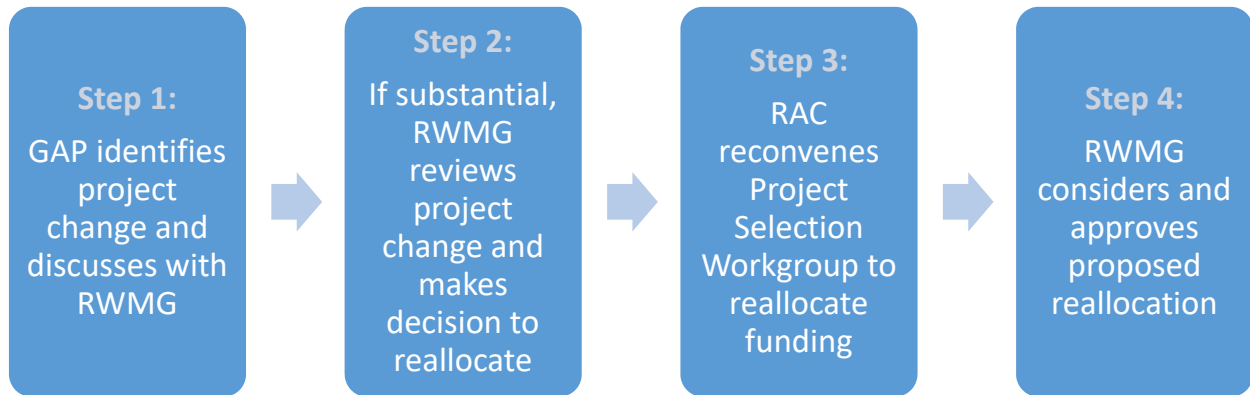 Step 1:
GAP identifies
project
change and
discusses with
RWMG
Step 2:
If substantial,
RWMG
reviews
project
change and
makes
decision to
reallocate
Step 3:
RAC
reconvenes
Project
Selection
Workgroup to
reallocate
funding
Step 4:
RWMG
considers and
approves
proposed
reallocation